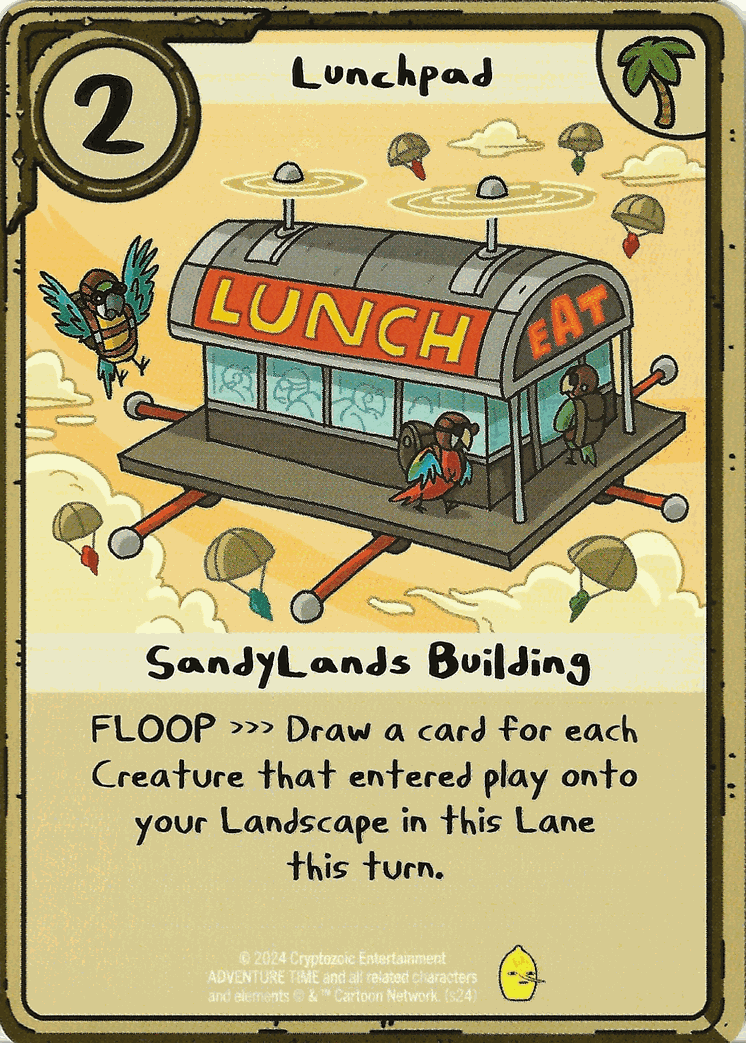 2
Lunchpad
LUNCH
EAT
SandyLands Building
FLOOP >>> Draw a card for each
Creature that entered play onto
your Landscape in this Lane
this turn.
© 2024 Cryptozoic Entertainment
ADVENTURE TIME and all related characters
and elements © & ™ Cartoon Network. (s24)